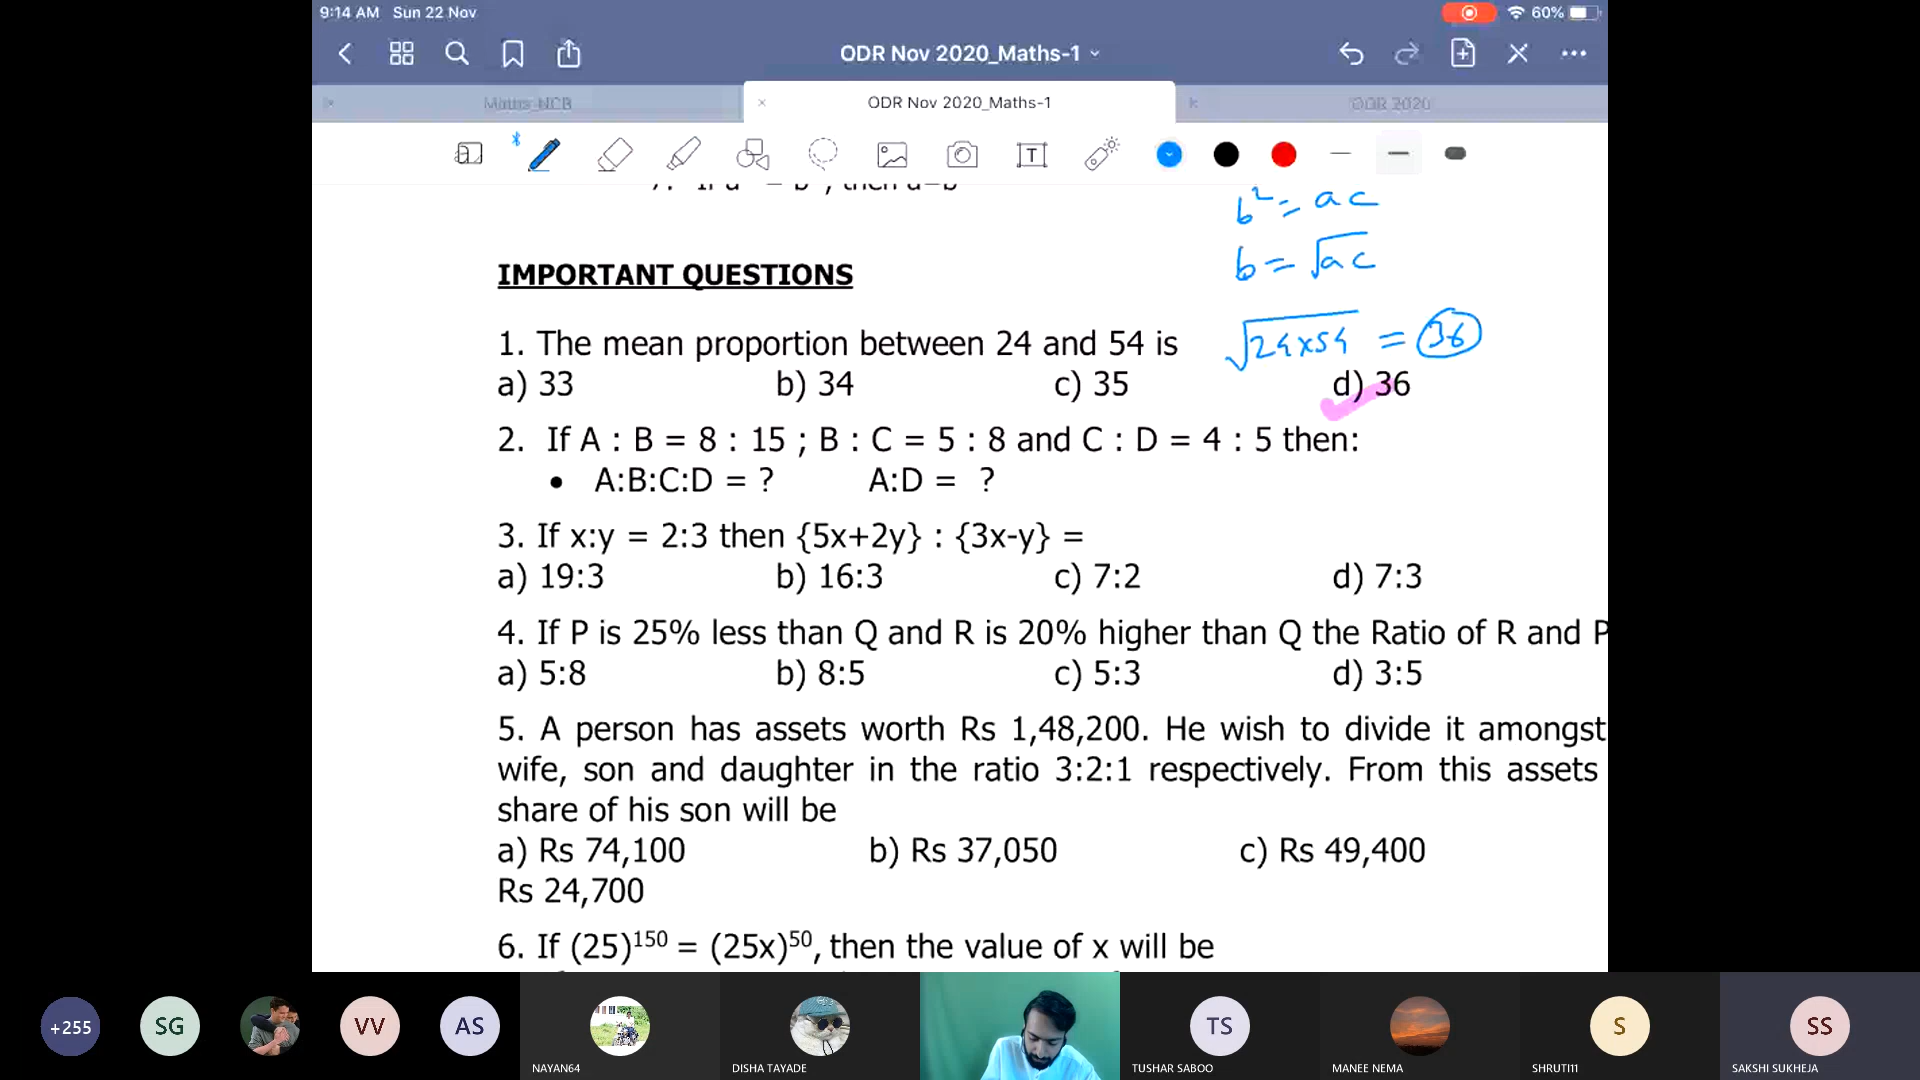 9:14 AM Sun 22 Nov
60%
ODR Nov 2020_Maths-1
Maths_NCB
ODR Nov 2020_Maths-1
ODR 2020
b² = ac
b = √ac
IMPORTANT QUESTIONS
1. The mean proportion between 24 and 54 is √24x54 = 36
a) 33 b) 34 c) 35 d) 36
2. If A : B = 8 : 15 ; B : C = 5 : 8 and C : D = 4 : 5 then:
• A:B:C:D = ? A:D = ?
3. If x:y = 2:3 then {5x+2y} : {3x-y} =
a) 19:3 b) 16:3 c) 7:2 d) 7:3
4. If P is 25% less than Q and R is 20% higher than Q the Ratio of R and P
a) 5:8 b) 8:5 c) 5:3 d) 3:5
5. A person has assets worth Rs 1,48,200. He wish to divide it amongst
wife, son and daughter in the ratio 3:2:1 respectively. From this assets
share of his son will be
a) Rs 74,100 b) Rs 37,050 c) Rs 49,400
Rs 24,700
6. If (25)¹⁵⁰ = (25x)⁵⁰, then the value of x will be
+255 SG VV AS TS S SS
NAYAN64 DISHA TAYADE TUSHAR SABOO MANEE NEMA SHRUTI11 SAKSHI SUKHEJA